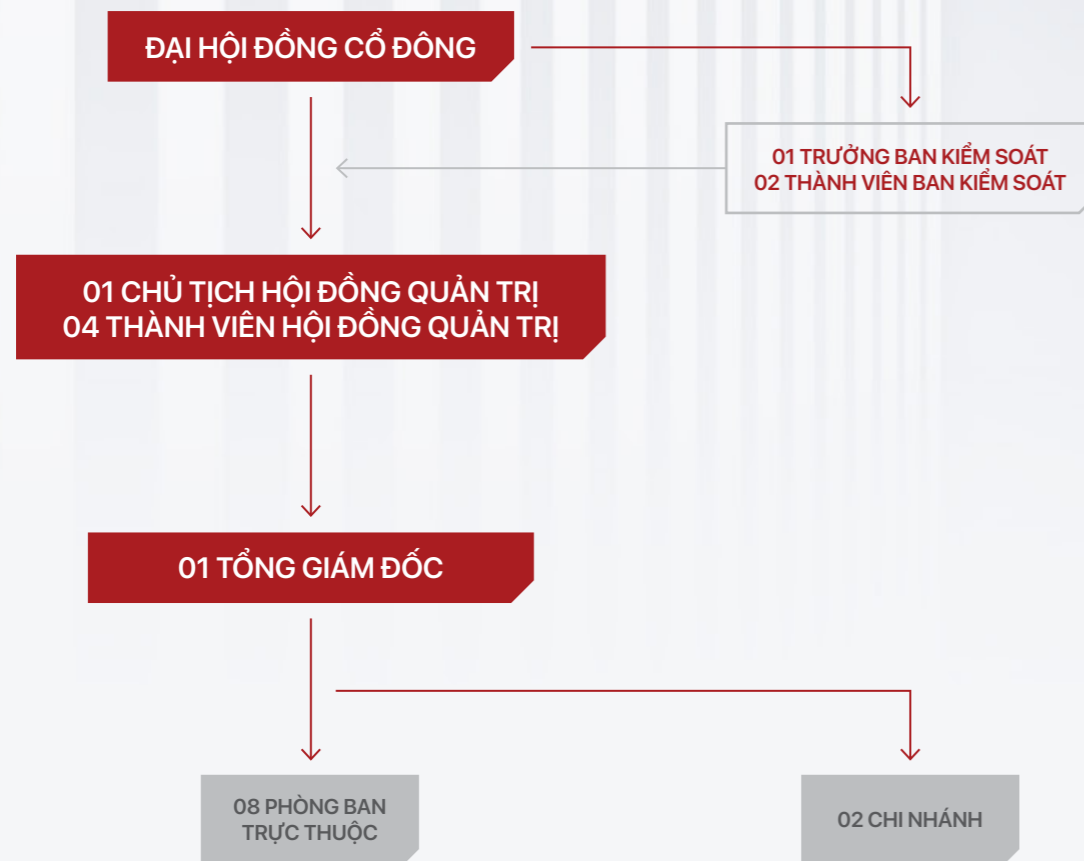 ĐẠI HỘI ĐỒNG CỔ ĐÔNG
01 TRƯỞNG BAN KIỂM SOÁT
02 THÀNH VIÊN BAN KIỂM SOÁT
01 CHỦ TỊCH HỘI ĐỒNG QUẢN TRỊ
04 THÀNH VIÊN HỘI ĐỒNG QUẢN TRỊ
01 TỔNG GIÁM ĐỐC
08 PHÒNG BAN
TRỰC THUỘC
02 CHI NHÁNH